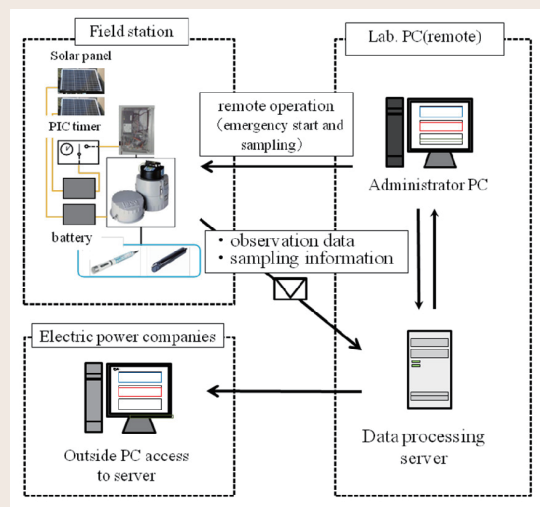 Field station
Solar panel
PIC timer
battery
remote operation
(emergency start and
sampling)
• observation data
• sampling information
Lab. PC(remote)
Administrator PC
Data processing
server
Electric power companies
Outside PC access
to server